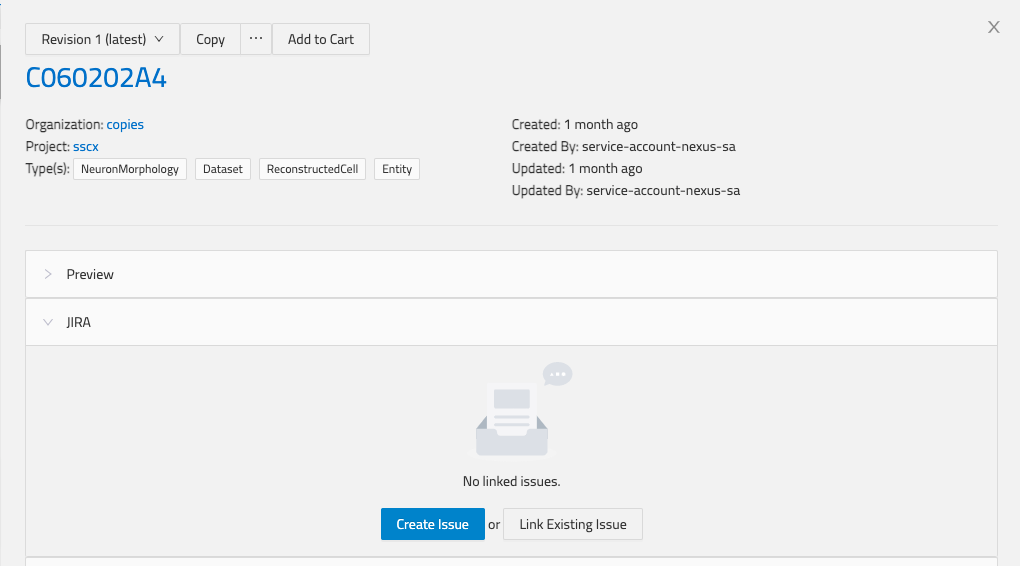 Revision 1 (latest) Copy ··· Add to Cart
C060202A4
Organization: copies
Project: sscx
Type(s): NeuronMorphology Dataset ReconstructedCell Entity
Created: 1 month ago
Created By: service-account-nexus-sa
Updated: 1 month ago
Updated By: service-account-nexus-sa
Preview
JIRA
No linked issues.
Create Issue or Link Existing Issue